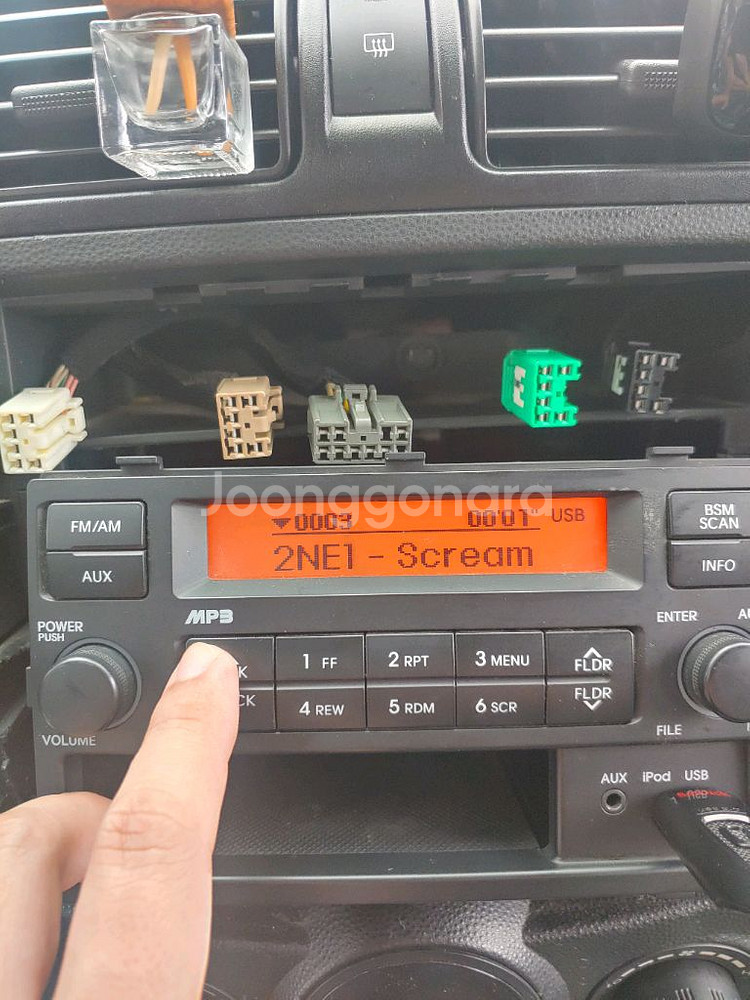 Joonggonara
0003 00'01" USB
2NE1 - Scream
FM/AM
AUX
BSM
SCAN
INFO
MP3
POWER
PUSH
VOLUME
1 FF
2 RPT
3 MENU
FLDR
4 REW
5 RDM
6 SCR
FLDR
ENTER
FILE
AUX iPod USB